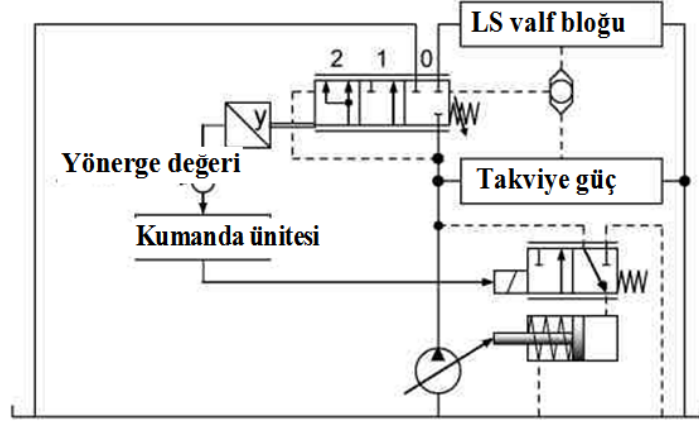 LS valf bloğu
2 1 0
y
Yönerge değeri
Takviye güç
Kumanda ünitesi